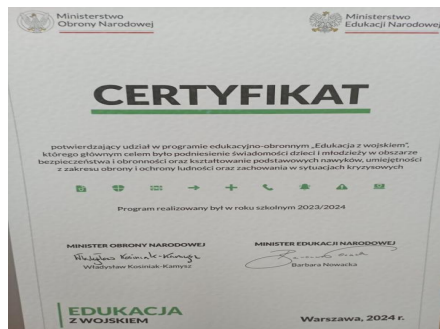 Ministerstwo
Obrony Narodowej
Ministerstwo
Edukacji Narodowej
CERTYFIKAT
potwierdzający udział w programie edukacyjno-obronnym „Edukacja z wojskiem”,
którego głównym celem było podniesienie świadomości dzieci i młodzieży w obszarze
bezpieczeństwa i obronności oraz kształtowanie podstawowych nawyków, umiejętności
z zakresu obrony i ochrony ludności oraz zachowania w sytuacjach kryzysowych
Program realizowany był w roku szkolnym 2023/2024
MINISTER OBRONY NARODOWEJ
Władysław Kosiniak-Kamysz
Władysław Kosiniak-Kamysz
MINISTER EDUKACJI NARODOWEJ
Barbara Nowacka
EDUKACJA
Z WOJSKIEM
Warszawa, 2024 r.